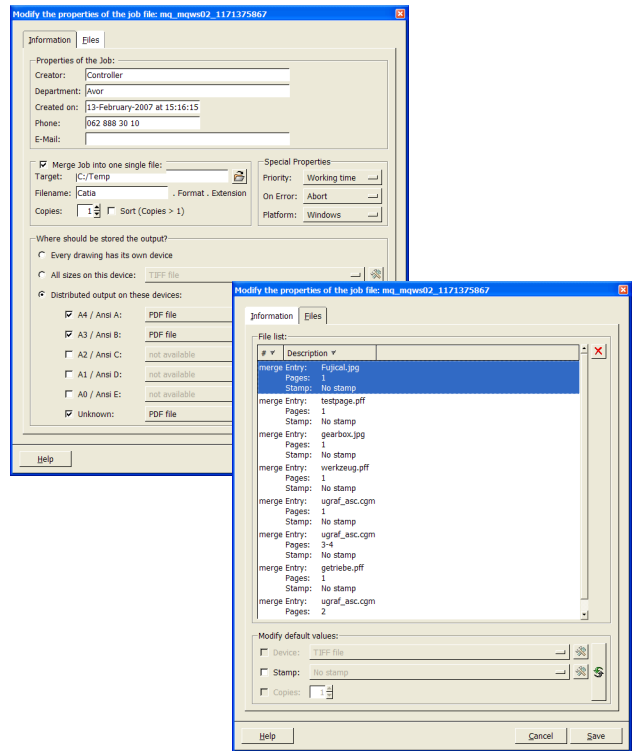 Modify the properties of the job file: mq_mqws02_1171375867
Information Files
Properties of the Job:
Creator: Controller
Department: Avor
Created on: 13-February-2007 at 15:16:15
Phone: 062 888 30 10
E-Mail:
Merge Job into one single file:
Target: C:/Temp
Filename: Catia . Format . Extension
Copies: 1 Sort (Copies > 1)
Special Properties
Priority: Working time
On Error: Abort
Platform: Windows
Where should be stored the output?
Every drawing has its own device
All sizes on this device: TIFF file
Distributed output on these devices:
A4 / Ansi A: PDF file
A3 / Ansi B: PDF file
A2 / Ansi C: not available
A1 / Ansi D: not available
A0 / Ansi E: not available
Unknown: PDF file
Help
Modify the properties of the job file: mq_mqws02_1171375867
Information Files
File list:
# Description
merge Entry: Fujical.jpg
Pages: 1
Stamp: No stamp
merge Entry: testpage.pff
Pages: 1
Stamp: No stamp
merge Entry: gearbox.jpg
Pages: 1
Stamp: No stamp
merge Entry: werkzeug.pff
Pages: 1
Stamp: No stamp
merge Entry: ugraf_asc.cgm
Pages: 1
Stamp: No stamp
merge Entry: ugraf_asc.cgm
Pages: 3-4
Stamp: No stamp
merge Entry: getriebe.pff
Pages: 1
Stamp: No stamp
merge Entry: ugraf_asc.cgm
Pages: 2
Modify default values:
Device: TIFF file
Stamp: No stamp
Copies: 1
Help Cancel Save